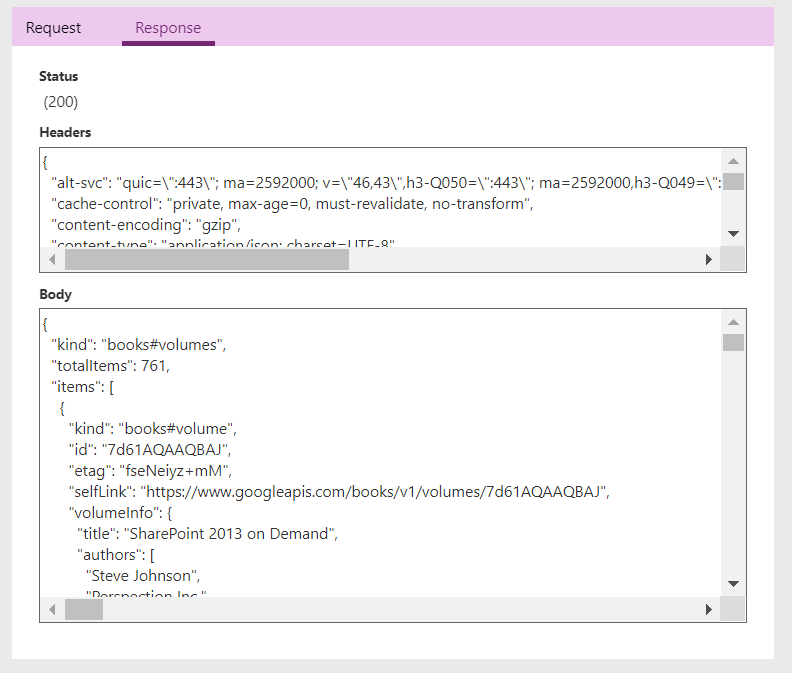 Request Response
Status
(200)
Headers
{
"alt-svc": "quic=\":443\"; ma=2592000; v=\"46,43\",h3-Q050=\":443\"; ma=2592000,h3-Q049=\":
"cache-control": "private, max-age=0, must-revalidate, no-transform",
"content-encoding": "gzip",
"content-type": "application/json; charset=UTF-8"
Body
{
"kind": "books#volumes",
"totalItems": 761,
"items": [
{
"kind": "books#volume",
"id": "7d61AQAAQBAJ",
"etag": "fseNeiyz+mM",
"selfLink": "https://www.googleapis.com/books/v1/volumes/7d61AQAAQBAJ",
"volumeInfo": {
"title": "SharePoint 2013 on Demand",
"authors": [
"Steve Johnson",
"Perspection Inc."